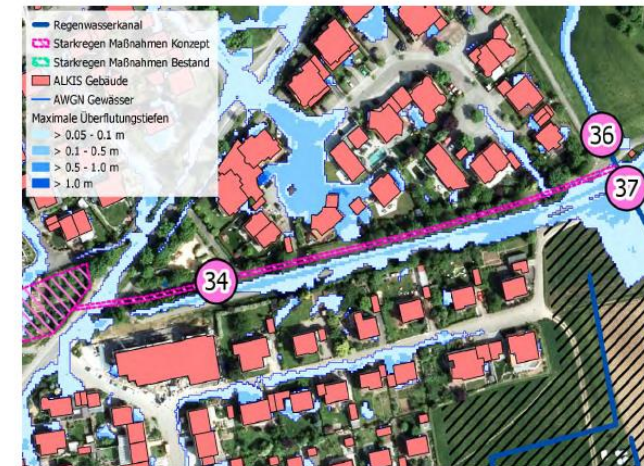 Regenwasserkanal
Starkregen Maßnahmen Konzept
Starkregen Maßnahmen Bestand
ALKIS Gebäude
AWGN Gewässer
Maximale Überflutungstiefen
> 0.05 - 0.1 m
> 0.1 - 0.5 m
> 0.5 - 1.0 m
> 1.0 m
36
37
34